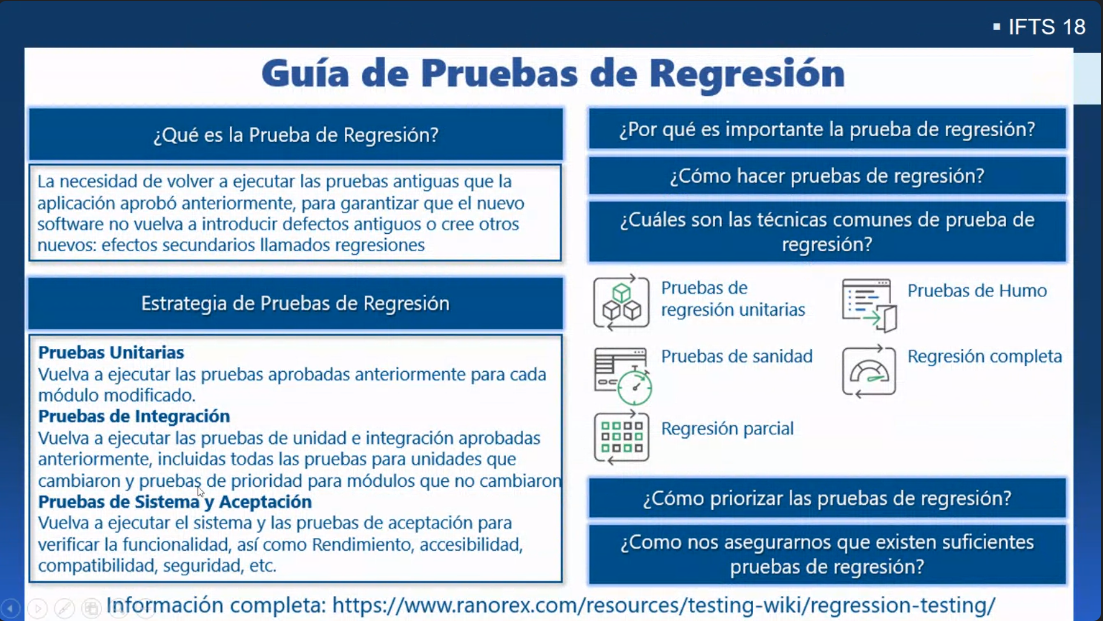 ▪ IFTS 18
Guía de Pruebas de Regresión
¿Qué es la Prueba de Regresión?
La necesidad de volver a ejecutar las pruebas antiguas que la
aplicación aprobó anteriormente, para garantizar que el nuevo
software no vuelva a introducir defectos antiguos o cree otros
nuevos: efectos secundarios llamados regresiones
Estrategia de Pruebas de Regresión
Pruebas Unitarias
Vuelva a ejecutar las pruebas aprobadas anteriormente para cada
módulo modificado.
Pruebas de Integración
Vuelva a ejecutar las pruebas de unidad e integración aprobadas
anteriormente, incluidas todas las pruebas para unidades que
cambiaron y pruebas de prioridad para módulos que no cambiaron
Pruebas de Sistema y Aceptación
Vuelva a ejecutar el sistema y las pruebas de aceptación para
verificar la funcionalidad, así como Rendimiento, accesibilidad,
compatibilidad, seguridad, etc.
¿Por qué es importante la prueba de regresión?
¿Cómo hacer pruebas de regresión?
¿Cuáles son las técnicas comunes de prueba de
regresión?
Pruebas de
regresión unitarias
Pruebas de Humo
Pruebas de sanidad
Regresión completa
Regresión parcial
¿Cómo priorizar las pruebas de regresión?
¿Como nos asegurarnos que existen suficientes
pruebas de regresión?
Información completa: https://www.ranorex.com/resources/testing-wiki/regression-testing/